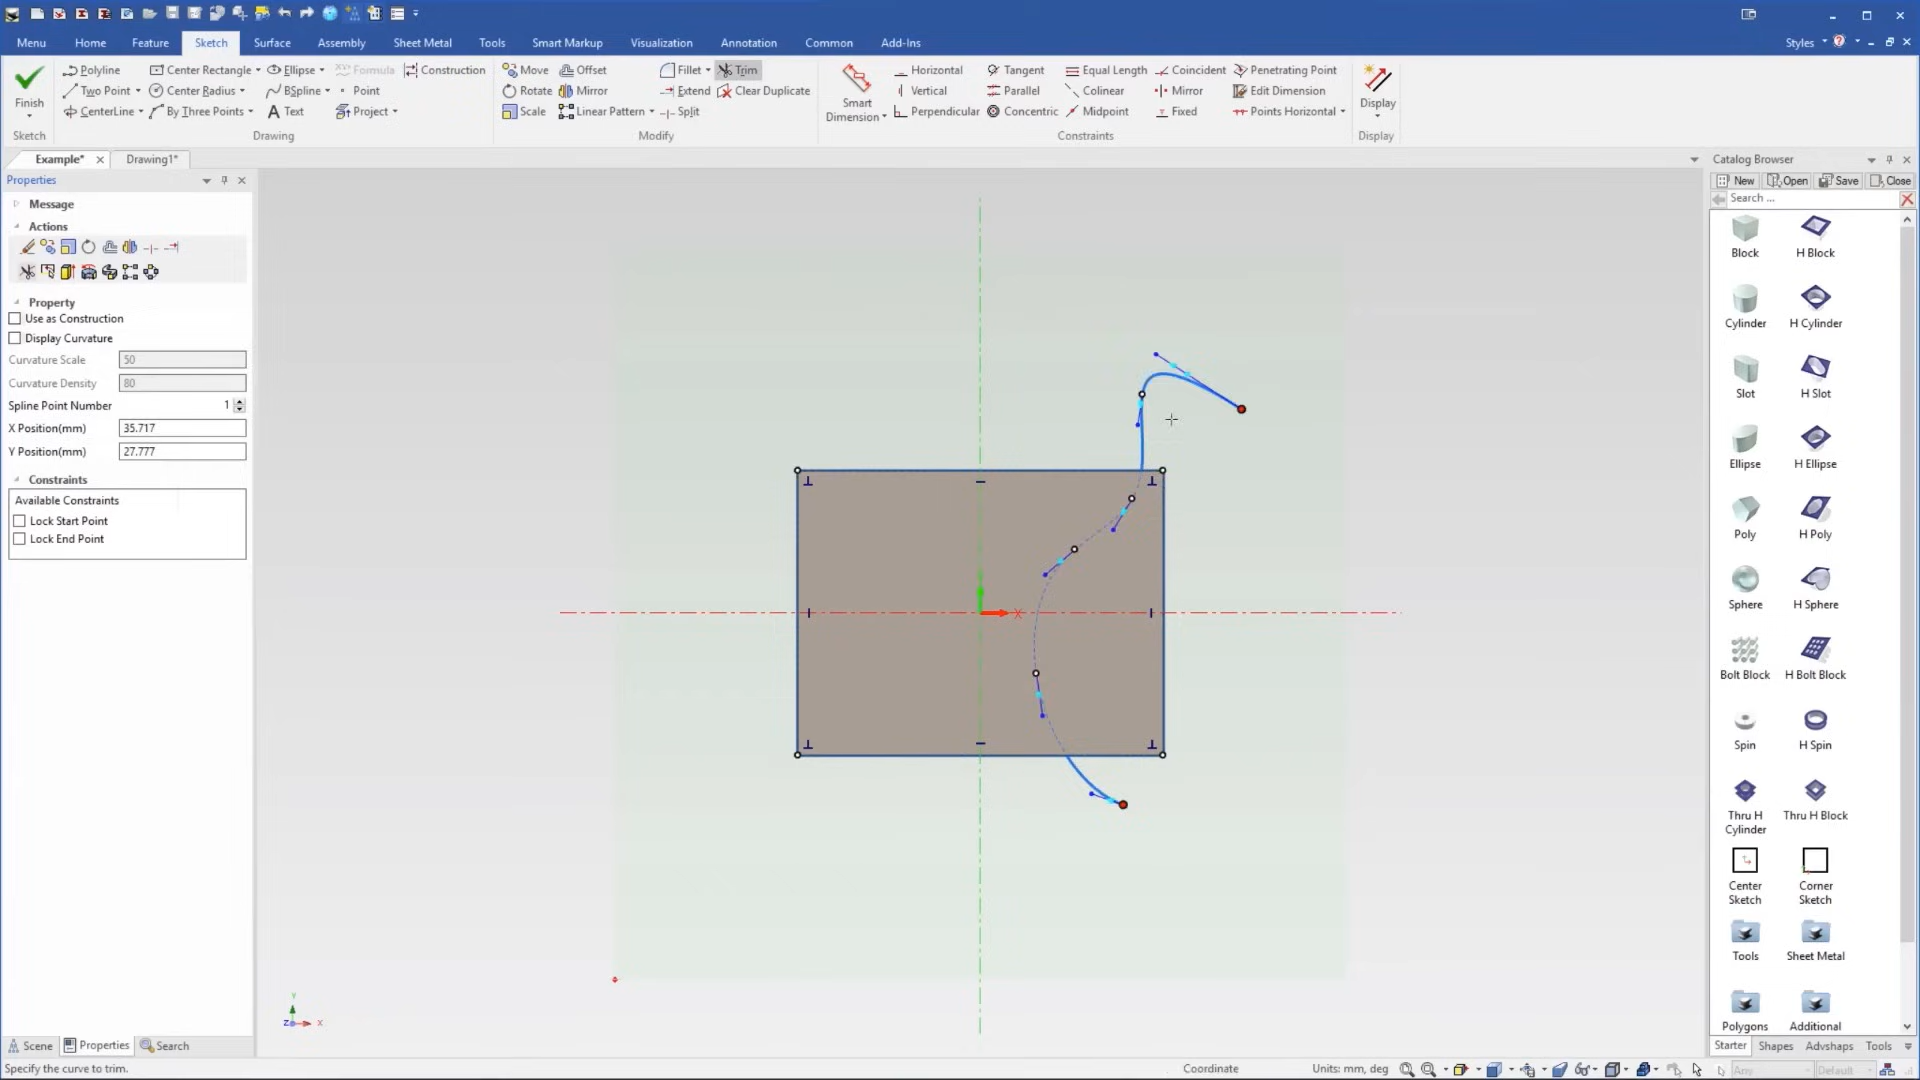 Menu Home Feature Sketch Surface Assembly Sheet Metal Tools Smart Markup Visualization Annotation Common Add-Ins Styles
Polyline Center Rectangle Ellipse Formula Construction Move Offset Fillet Trim Horizontal Tangent Equal Length Coincident Penetrating Point
Two Point Center Radius BSpline Point Rotate Mirror Extend Clear Duplicate Vertical Parallel Colinear Mirror Edit Dimension
Finish Smart Dimension Display
CenterLine By Three Points Text Project Scale Linear Pattern Split Perpendicular Concentric Midpoint Fixed Points Horizontal
Sketch Drawing Modify Constraints Display
Example* Drawing1* Catalog Browser
Properties
New Open Save Close
Search ...
Message
Actions
Property
Use as Construction
Display Curvature
Curvature Scale 50
Curvature Density 80
Spline Point Number 1
X Position(mm) 35.717
Y Position(mm) 27.777
Constraints
Available Constraints
Lock Start Point
Lock End Point
X
Y
Z X
Block H Block
Cylinder H Cylinder
Slot H Slot
Ellipse H Ellipse
Poly H Poly
Sphere H Sphere
Bolt Block H Bolt Block
Spin H Spin
Thru H Cylinder Thru H Block
Center Sketch Corner Sketch
Tools Sheet Metal
Polygons Additional
Scene Properties Search Starter Shapes Advshaps Tools
Specify the curve to trim. Coordinate Units: mm, deg Any Default